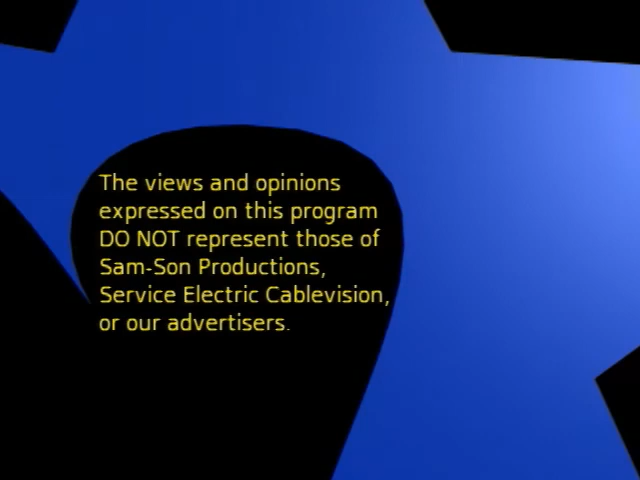 The views and opinions
expressed on this program
DO NOT represent those of
Sam-Son Productions,
Service Electric Cablevision,
or our advertisers.